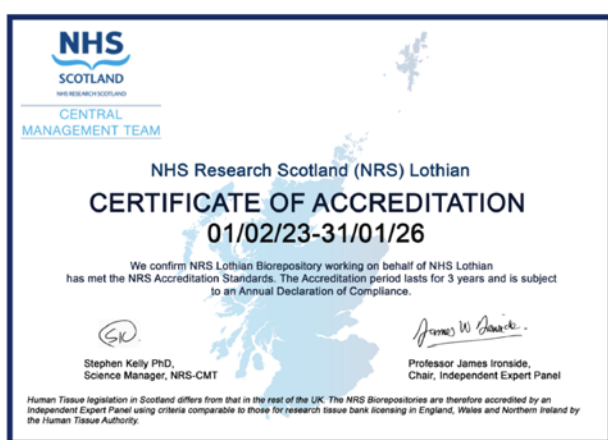 NHS
SCOTLAND
NHS RESEARCH SCOTLAND
CENTRAL
MANAGEMENT TEAM
NHS Research Scotland (NRS) Lothian
CERTIFICATE OF ACCREDITATION
01/02/23-31/01/26
We confirm NRS Lothian Biorepository working on behalf of NHS Lothian
has met the NRS Accreditation Standards. The Accreditation period lasts for 3 years and is subject
to an Annual Declaration of Compliance.
SK.
James W Ironside.
Stephen Kelly PhD,
Science Manager, NRS-CMT
Professor James Ironside,
Chair, Independent Expert Panel
Human Tissue legislation in Scotland differs from that in the rest of the UK. The NRS Biorepositories are therefore accredited by an
Independent Expert Panel using criteria comparable to those for research tissue bank licensing in England, Wales and Northern Ireland by
the Human Tissue Authority.